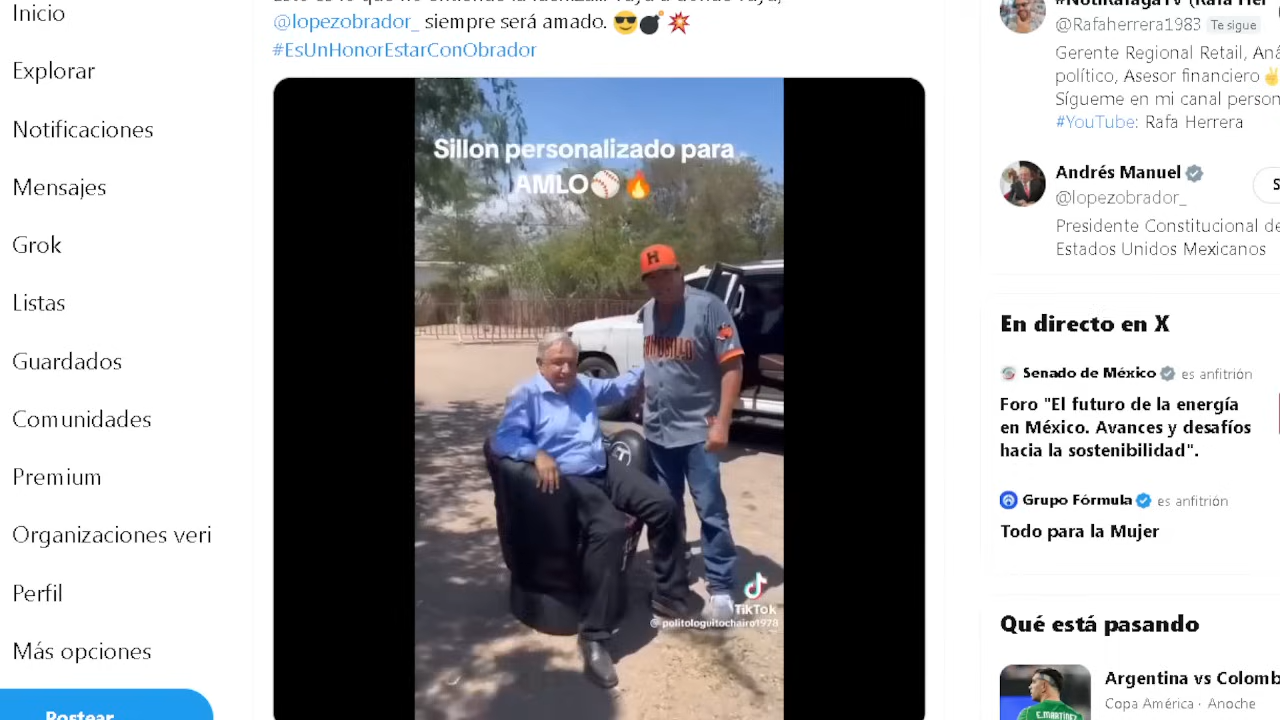 Inicio
Explorar
Notificaciones
Mensajes
Grok
Listas
Guardados
Comunidades
Premium
Organizaciones veri
Perfil
Más opciones
Postear
@lopezobrador_ siempre será amado. 😎💣💥
#EsUnHonorEstarConObrador
Sillon personalizado para
AMLO⚾🔥
H
TikTok
@politologuitochairo1978
@Rafaherrera1983 Te sigue
Gerente Regional Retail, Aná
político, Asesor financiero✌
Sígueme en mi canal person
#YouTube: Rafa Herrera
Andrés Manuel
@lopezobrador_
S
Presidente Constitucional de
Estados Unidos Mexicanos
En directo en X
Senado de México es anfitrión
Foro "El futuro de la energía
en México. Avances y desafíos
hacia la sostenibilidad".
Grupo Fórmula es anfitrión
Todo para la Mujer
Qué está pasando
Argentina vs Colomb
Copa América · Anoche
E.MARTÍNEZ